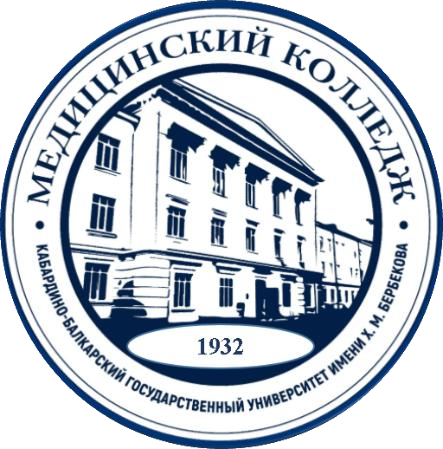 МЕДИЦИНСКИЙ КОЛЛЕДЖ
1932
КАБАРДИНО-БАЛКАРСКИЙ ГОСУДАРСТВЕННЫЙ УНИВЕРСИТЕТ ИМЕНИ Х. М. БЕРБЕКОВА